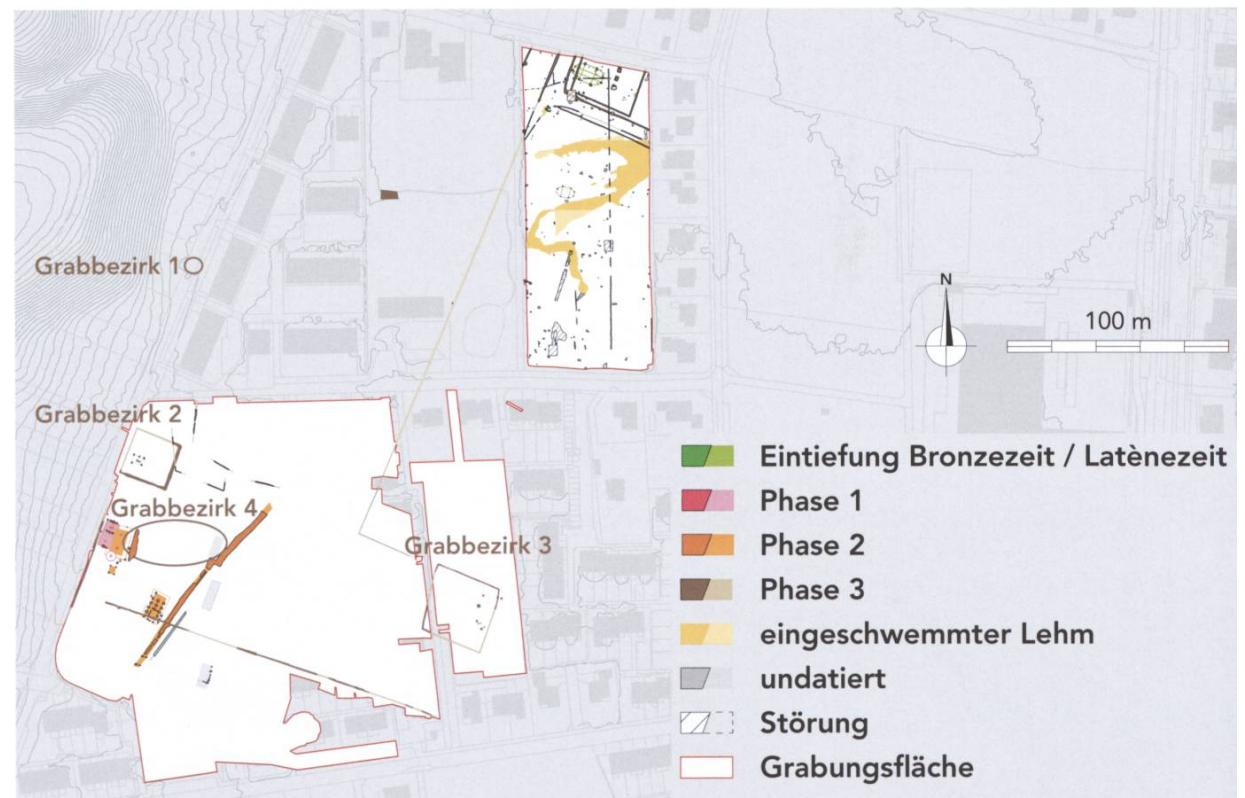 Grabbezirk 1
N
100 m
Grabbezirk 2
Grabbezirk 4
Grabbezirk 3
Eintiefung Bronzezeit / Latènezeit
Phase 1
Phase 2
Phase 3
eingeschwemmter Lehm
undatiert
Störung
Grabungsfläche